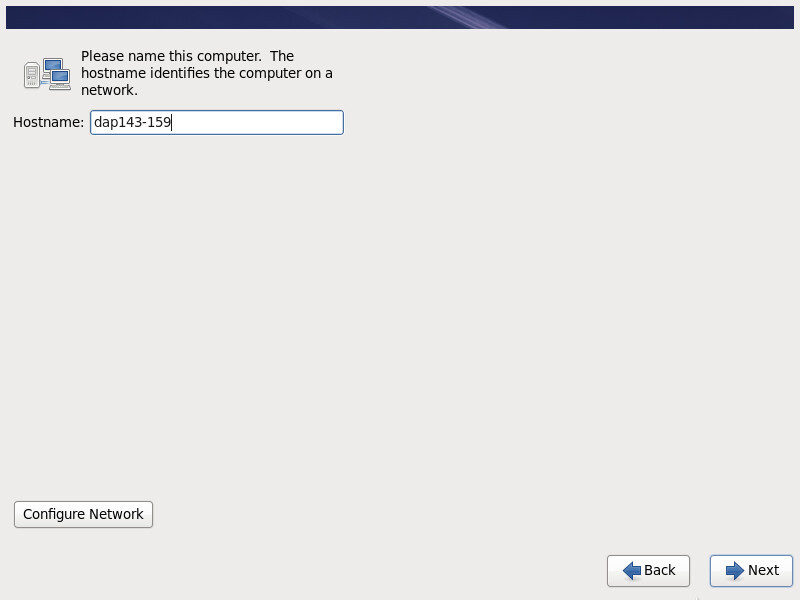 Please name this computer.  The
hostname identifies the computer on a
network.
Hostname: dap143-159
Configure Network
Back
Next